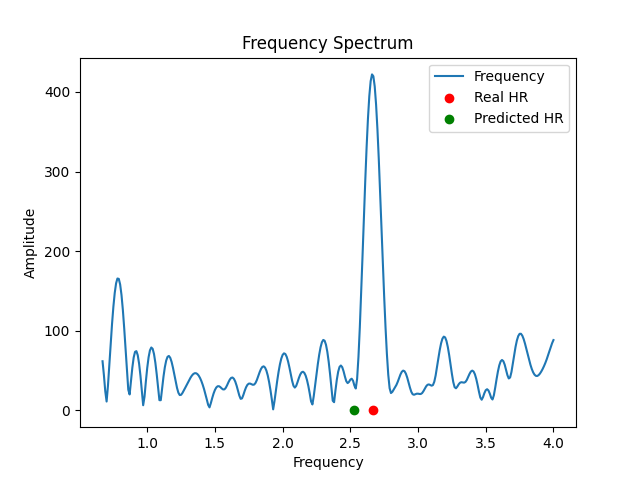 Frequency Spectrum
Frequency
Real HR
Predicted HR
Amplitude
400
300
200
100
0
1.0 1.5 2.0 2.5 3.0 3.5 4.0
Frequency